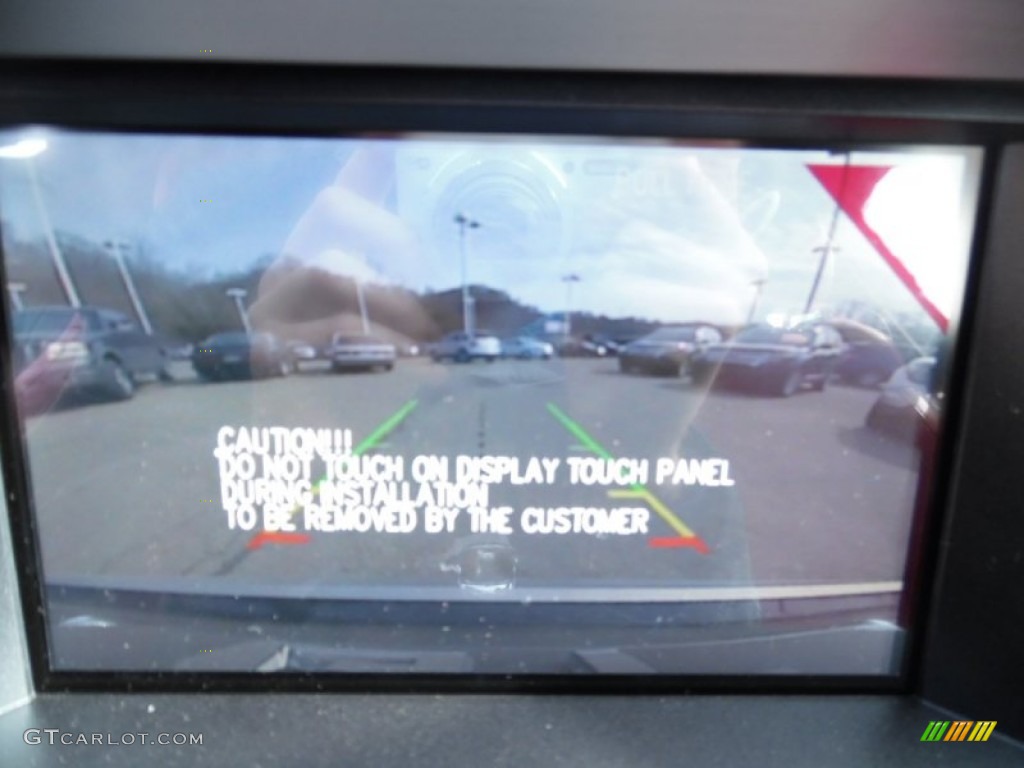 CAUTION!!!
DO NOT TOUCH ON DISPLAY TOUCH PANEL
DURING INSTALLATION
TO BE REMOVED BY THE CUSTOMER
GTCARLOT.COM